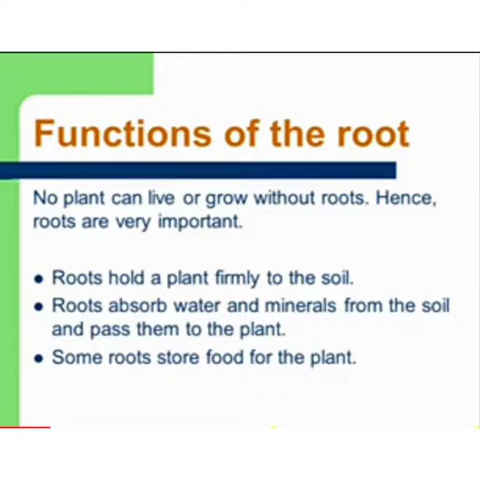 Functions of the root
No plant can live or grow without roots. Hence,
roots are very important.
• Roots hold a plant firmly to the soil.
• Roots absorb water and minerals from the soil
and pass them to the plant.
• Some roots store food for the plant.